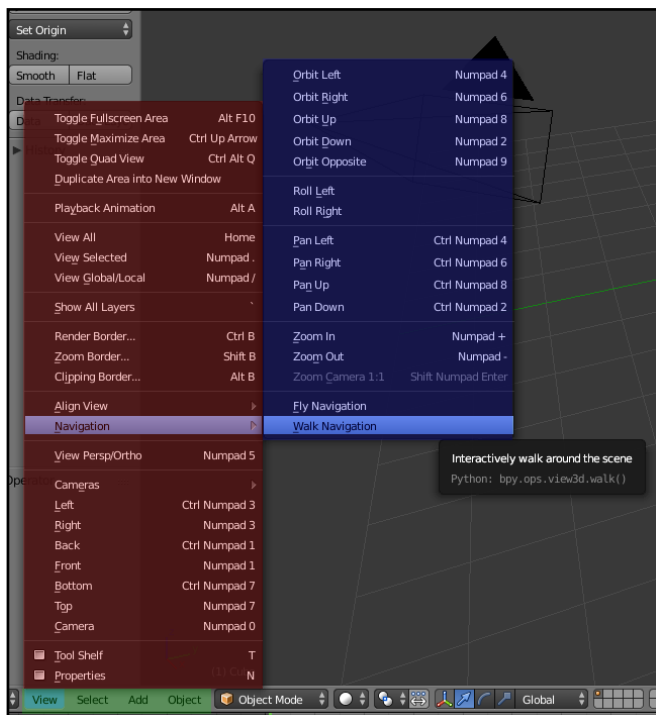 Set Origin
Shading:
Smooth Flat
Data Transfer:
Toggle Fullscreen Area Alt F10
Toggle Maximize Area Ctrl Up Arrow
Toggle Quad View Ctrl Alt Q
Duplicate Area into New Window
Playback Animation Alt A
View All Home
View Selected Numpad .
View Global/Local Numpad /
Show All Layers `
Render Border... Ctrl B
Zoom Border... Shift B
Clipping Border... Alt B
Align View
Navigation
View Persp/Ortho Numpad 5
Cameras
Left Ctrl Numpad 3
Right Numpad 3
Back Ctrl Numpad 1
Front Numpad 1
Bottom Ctrl Numpad 7
Top Numpad 7
Camera Numpad 0
Tool Shelf T
Properties N
Orbit Left Numpad 4
Orbit Right Numpad 6
Orbit Up Numpad 8
Orbit Down Numpad 2
Orbit Opposite Numpad 9
Roll Left
Roll Right
Pan Left Ctrl Numpad 4
Pan Right Ctrl Numpad 6
Pan Up Ctrl Numpad 8
Pan Down Ctrl Numpad 2
Zoom In Numpad +
Zoom Out Numpad -
Zoom Camera 1:1 Shift Numpad Enter
Fly Navigation
Walk Navigation
Interactively walk around the scene
Python: bpy.ops.view3d.walk()
View Select Add Object Object Mode Global